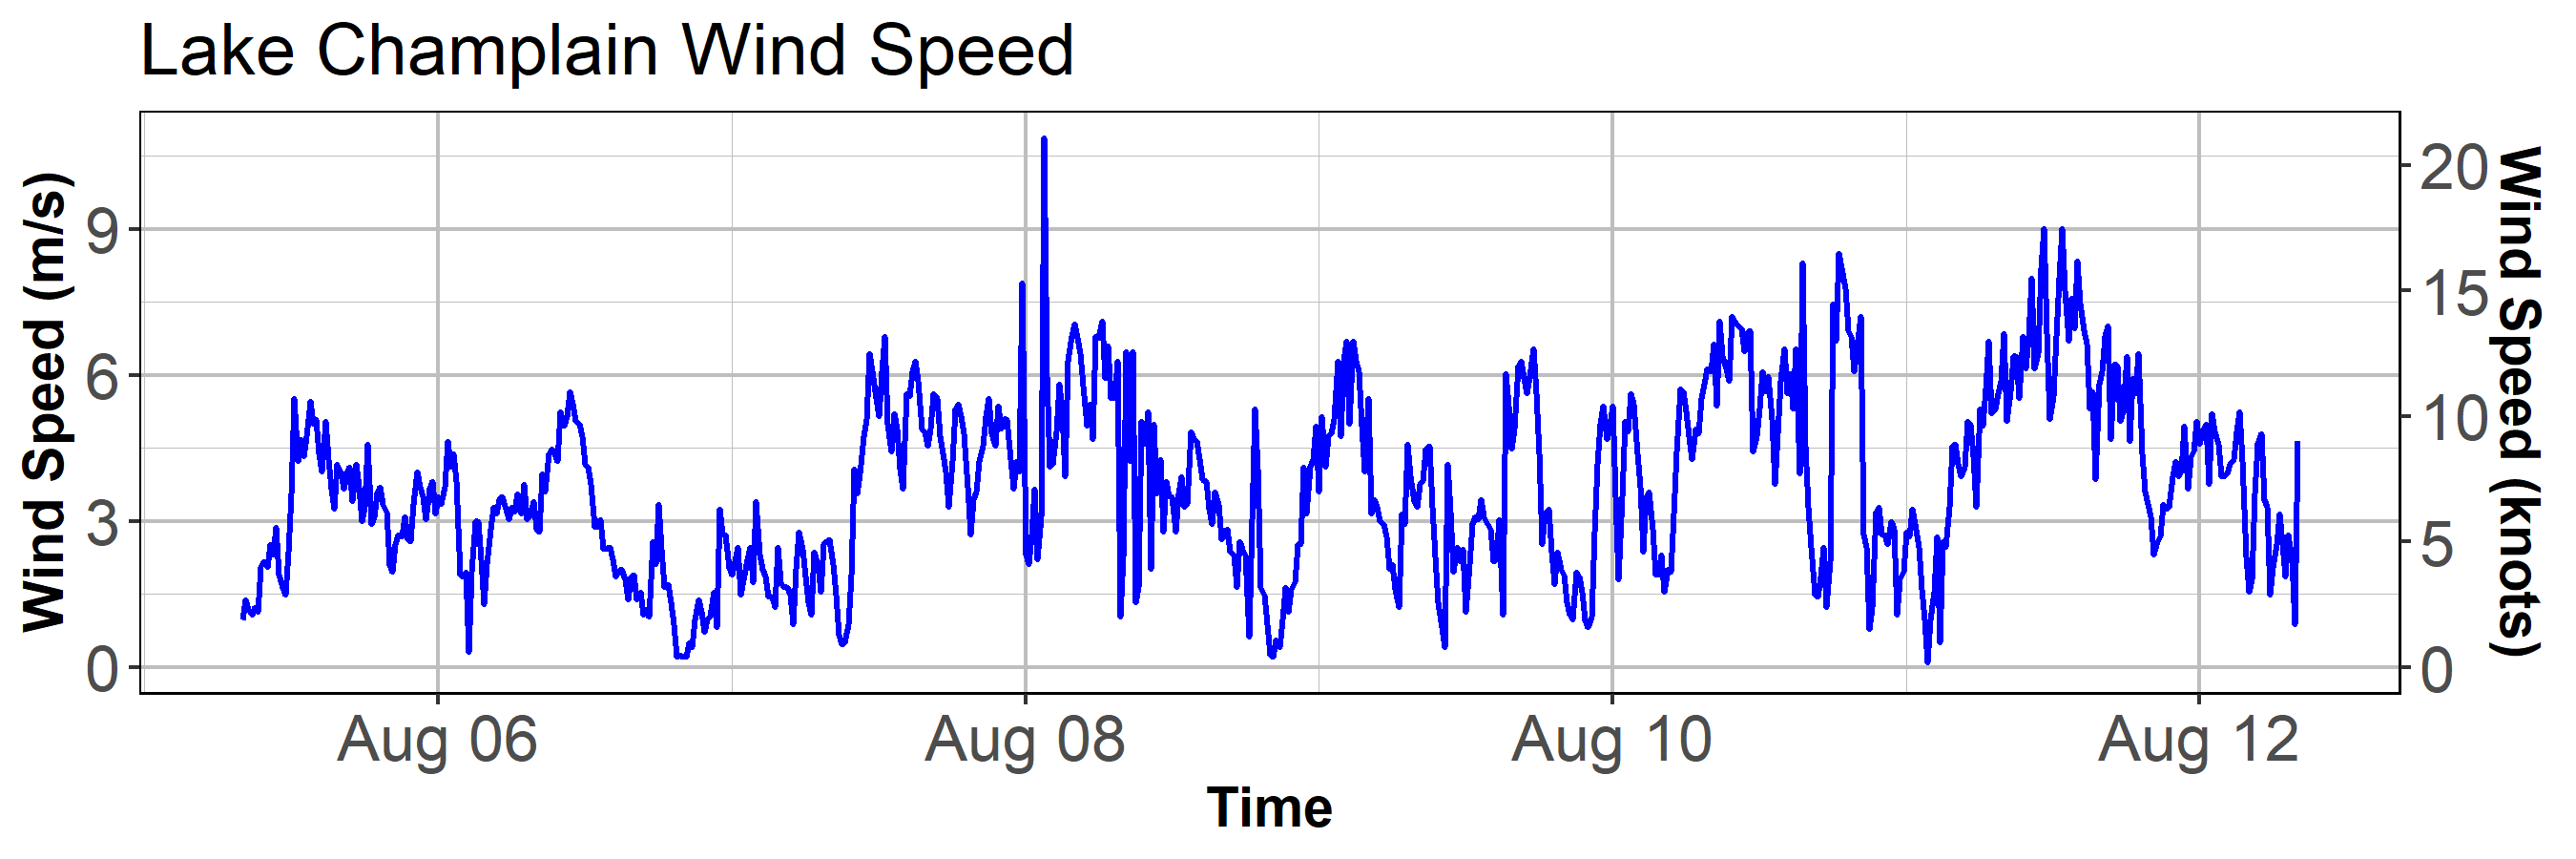 Lake Champlain Wind Speed
Wind Speed (m/s)
9
6
3
0
20
15
10
5
0
Wind Speed (knots)
Aug 06
Aug 08
Aug 10
Aug 12
Time